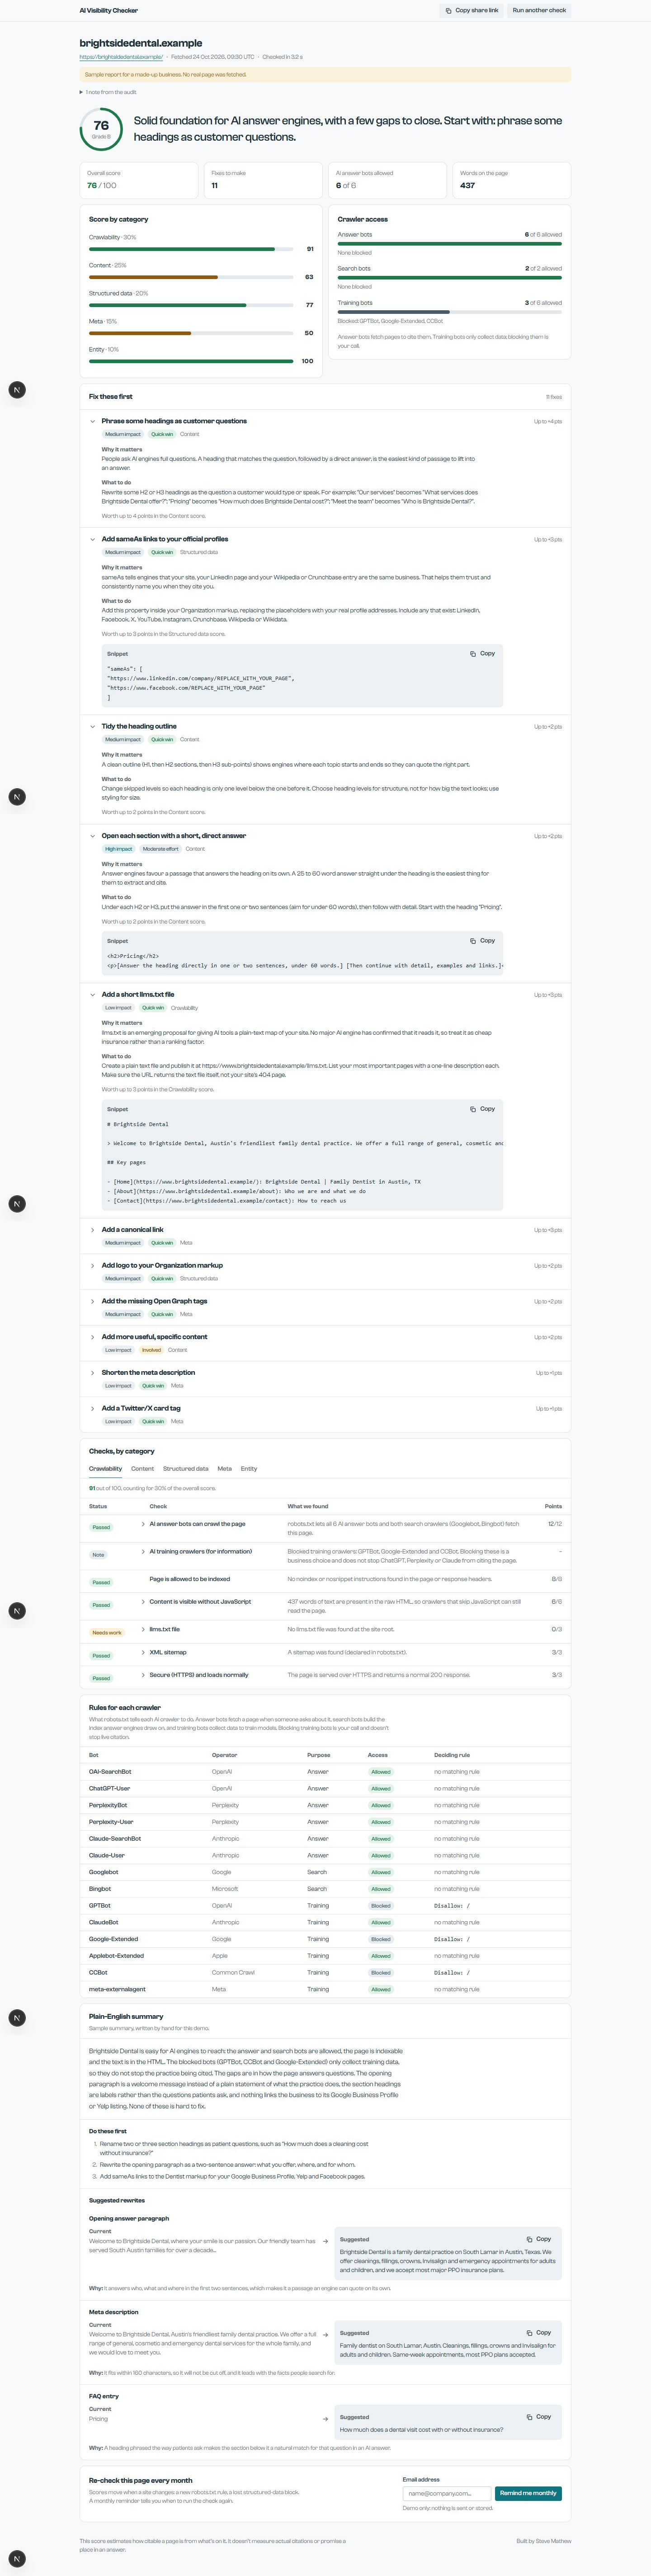 AI Visibility Checker
Copy share link
Run another check
brightsidedental.example
https://brightsidedental.example/ · Fetched 24 Oct 2026, 09:30 UTC · Checked in 3.2 s
Sample report for a made-up business. No real page was fetched.
1 note from the audit
76
Grade B
Solid foundation for AI answer engines, with a few gaps to close. Start with: phrase some
headings as customer questions.
Overall score
76 / 100
Fixes to make
11
AI answer bots allowed
6 of 6
Words on the page
437
Score by category
Crawlability · 30%
91
Content · 25%
63
Structured data · 20%
77
Meta · 15%
50
Entity · 10%
100
Crawler access
Answer bots
6 of 6 allowed
None blocked
Search bots
2 of 2 allowed
None blocked
Training bots
3 of 6 allowed
Blocked: GPTBot, Google-Extended, CCBot
Answer bots fetch pages to cite them. Training bots only collect data; blocking them is
your call.
Fix these first
11 fixes
Phrase some headings as customer questions
Up to +4 pts
Medium impact
Quick win
Content
Why it matters
People ask AI engines full questions. A heading that matches the question, followed by a direct answer, is the easiest kind of passage to lift into
an answer.
What to do
Rewrite some H2 or H3 headings as the question a customer would type or speak. For example: "Our services" becomes "What services does
Brightside Dental offer?"; "Pricing" becomes "How much does Brightside Dental cost?"; "Meet the team" becomes "Who is Brightside Dental?".
Worth up to 4 points in the Content score.
Add sameAs links to your official profiles
Up to +3 pts
Medium impact
Quick win
Structured data
Why it matters
sameAs tells engines that your site, your LinkedIn page and your Wikipedia or Crunchbase entry are the same business. That helps them trust and
consistently name you when they cite you.
What to do
Add this property inside your Organization markup, replacing the placeholders with your real profile addresses. Include any that exist: LinkedIn,
Facebook, X, YouTube, Instagram, Crunchbase, Wikipedia or Wikidata.
Worth up to 3 points in the Structured data score.
Snippet
Copy
"sameAs": [
"https://www.linkedin.com/company/REPLACE_WITH_YOUR_PAGE",
"https://www.facebook.com/REPLACE_WITH_YOUR_PAGE"
]
Tidy the heading outline
Up to +2 pts
Medium impact
Quick win
Content
Why it matters
A clean outline (H1, then H2 sections, then H3 sub-points) shows engines where each topic starts and ends so they can quote the right part.
What to do
Change skipped levels so each heading is only one level below the one before it. Choose heading levels for structure, not for how big the text looks; use
styling for size.
Worth up to 2 points in the Content score.
Open each section with a short, direct answer
Up to +2 pts
High impact
Moderate effort
Content
Why it matters
Answer engines favour a passage that answers the heading on its own. A 25 to 60 word answer straight under the heading is the easiest thing for
them to extract and cite.
What to do
Under each H2 or H3, put the answer in the first one or two sentences (aim for under 60 words), then follow with detail. Start with the heading "Pricing".
Worth up to 2 points in the Content score.
Snippet
Copy
<h2>Pricing</h2>
<p>[Answer the heading directly in one or two sentences, under 60 words.] [Then continue with detail, examples and links.]<
Add a short llms.txt file
Up to +3 pts
Low impact
Quick win
Crawlability
Why it matters
llms.txt is an emerging proposal for giving AI tools a plain-text map of your site. No major AI engine has confirmed that it reads it, so treat it as cheap
insurance rather than a ranking factor.
What to do
Create a plain text file and publish it at https://www.brightsidedental.example/llms.txt. List your most important pages with a one-line description each.
Make sure the URL returns the text file itself, not your site's 404 page.
Worth up to 3 points in the Crawlability score.
Snippet
Copy
# Brightside Dental
> Welcome to Brightside Dental, Austin's friendliest family dental practice. We offer a full range of general, cosmetic and
## Key pages
- [Home](https://www.brightsidedental.example/): Brightside Dental | Family Dentist in Austin, TX
- [About](https://www.brightsidedental.example/about): Who we are and what we do
- [Contact](https://www.brightsidedental.example/contact): How to reach us
Add a canonical link
Up to +3 pts
Medium impact
Quick win
Meta
Add logo to your Organization markup
Up to +2 pts
Medium impact
Quick win
Structured data
Add the missing Open Graph tags
Up to +2 pts
Medium impact
Quick win
Meta
Add more useful, specific content
Up to +2 pts
Low impact
Involved
Content
Shorten the meta description
Up to +1 pts
Low impact
Quick win
Meta
Add a Twitter/X card tag
Up to +1 pts
Low impact
Quick win
Meta
Checks, by category
Crawlability
Content
Structured data
Meta
Entity
91 out of 100, counting for 30% of the overall score.
Status
Check
What we found
Points
Passed
AI answer bots can crawl the page
robots.txt lets all 6 AI answer bots and both search crawlers (Googlebot, Bingbot) fetch
this page.
12/12
Note
AI training crawlers (for information)
Blocked training crawlers: GPTBot, Google-Extended and CCBot. Blocking these is a
business choice and does not stop ChatGPT, Perplexity or Claude from citing the page.
–
Passed
Page is allowed to be indexed
No noindex or nosnippet instructions found in the page or response headers.
8/8
Passed
Content is visible without JavaScript
437 words of text are present in the raw HTML, so crawlers that skip JavaScript can still
read the page.
6/6
Needs work
llms.txt file
No llms.txt file was found at the site root.
0/3
Passed
XML sitemap
A sitemap was found (declared in robots.txt).
3/3
Passed
Secure (HTTPS) and loads normally
The page is served over HTTPS and returns a normal 200 response.
3/3
Rules for each crawler
What robots.txt tells each AI crawler to do. Answer bots fetch a page when someone asks about it, search bots build the
index answer engines draw on, and training bots collect data to train models. Blocking training bots is your call and doesn't
stop live citation.
Bot
Operator
Purpose
Access
Deciding rule
OAI-SearchBot
OpenAI
Answer
Allowed
no matching rule
ChatGPT-User
OpenAI
Answer
Allowed
no matching rule
PerplexityBot
Perplexity
Answer
Allowed
no matching rule
Perplexity-User
Perplexity
Answer
Allowed
no matching rule
Claude-SearchBot
Anthropic
Answer
Allowed
no matching rule
Claude-User
Anthropic
Answer
Allowed
no matching rule
Googlebot
Google
Search
Allowed
no matching rule
Bingbot
Microsoft
Search
Allowed
no matching rule
GPTBot
OpenAI
Training
Blocked
Disallow: /
ClaudeBot
Anthropic
Training
Allowed
no matching rule
Google-Extended
Google
Training
Blocked
Disallow: /
Applebot-Extended
Apple
Training
Allowed
no matching rule
CCBot
Common Crawl
Training
Blocked
Disallow: /
meta-externalagent
Meta
Training
Allowed
no matching rule
Plain-English summary
Sample summary, written by hand for this demo.
Brightside Dental is easy for AI engines to reach: the answer and search bots are allowed, the page is indexable
and the text is in the HTML. The blocked bots (GPTBot, CCBot and Google-Extended) only collect training data,
so they do not stop the practice being cited. The gaps are in how the page answers questions. The opening
paragraph is a welcome message instead of a plain statement of what the practice does, the section headings
are labels rather than the questions patients ask, and nothing links the business to its Google Business Profile
or Yelp listing. None of these is hard to fix.
Do these first
1. Rename two or three section headings as patient questions, such as "How much does a cleaning cost
without insurance?"
2. Rewrite the opening paragraph as a two-sentence answer: what you offer, where, and for whom.
3. Add sameAs links to the Dentist markup for your Google Business Profile, Yelp and Facebook pages.
Suggested rewrites
Opening answer paragraph
Current
Welcome to Brightside Dental, where your smile is our passion. Our friendly team has
served South Austin families for over a decade...
→
Suggested
Copy
Brightside Dental is a family dental practice on South Lamar in Austin, Texas. We
offer cleanings, fillings, crowns, Invisalign and emergency appointments for adults
and children, and we accept most major PPO insurance plans.
Why: It answers who, what and where in the first two sentences, which makes it a passage an engine can quote on its own.
Meta description
Current
Welcome to Brightside Dental, Austin's friendliest family dental practice. We offer a full
range of general, cosmetic and emergency dental services for the whole family, and
we would love to meet you.
→
Suggested
Copy
Family dentist on South Lamar, Austin. Cleanings, fillings, crowns and Invisalign for
adults and children. Same-week appointments, most PPO plans accepted.
Why: It fits within 160 characters, so it will not be cut off, and it leads with the facts people search for.
FAQ entry
Current
Pricing
→
Suggested
Copy
How much does a dental visit cost with or without insurance?
Why: A heading phrased the way patients ask makes the section below it a natural match for that question in an AI answer.
Re-check this page every month
Scores move when a site changes: a new robots.txt rule, a lost structured-data block.
A monthly reminder tells you when to run the check again.
Email address
name@company.com...
Remind me monthly
Demo only: nothing is sent or stored.
This score estimates how citable a page is from what's on it, it doesn't measure actual citations or promise a
place in an answer.
Built by Steve Mathew